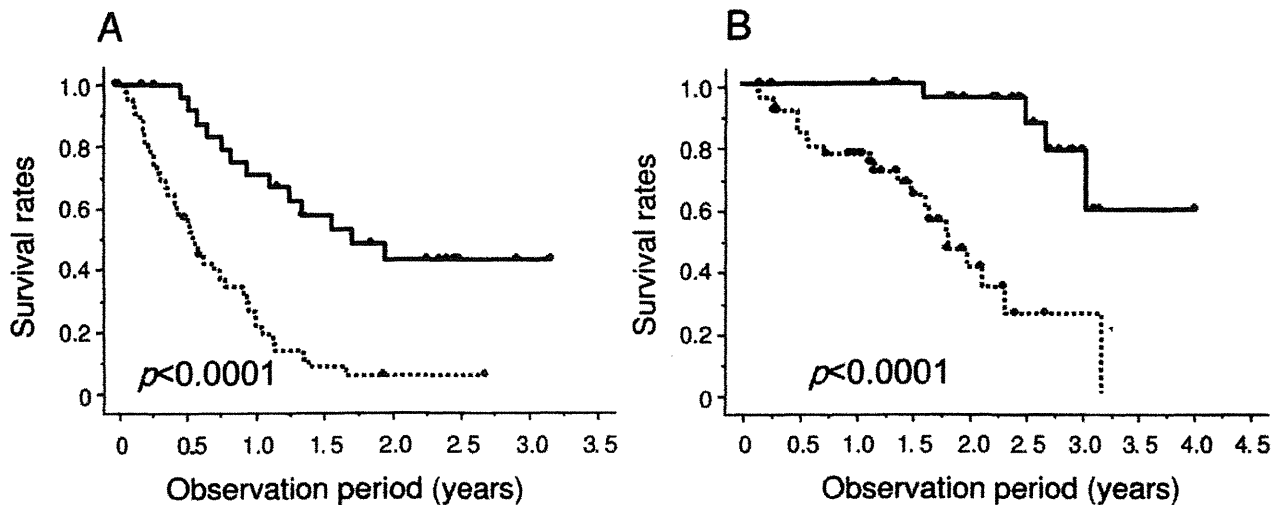 A
Survival rates
1.0
0.8
0.6
0.4
0.2
0
p<0.0001
0 0.5 1.0 1.5 2.0 2.5 3.0 3.5
Observation period (years)
B
Survival rates
1.0
0.8
0.6
0.4
0.2
0
p<0.0001
0 0.5 1.0 1.5 2.0 2.5 3.0 3.5 4.0 4.5
Observation period (years)